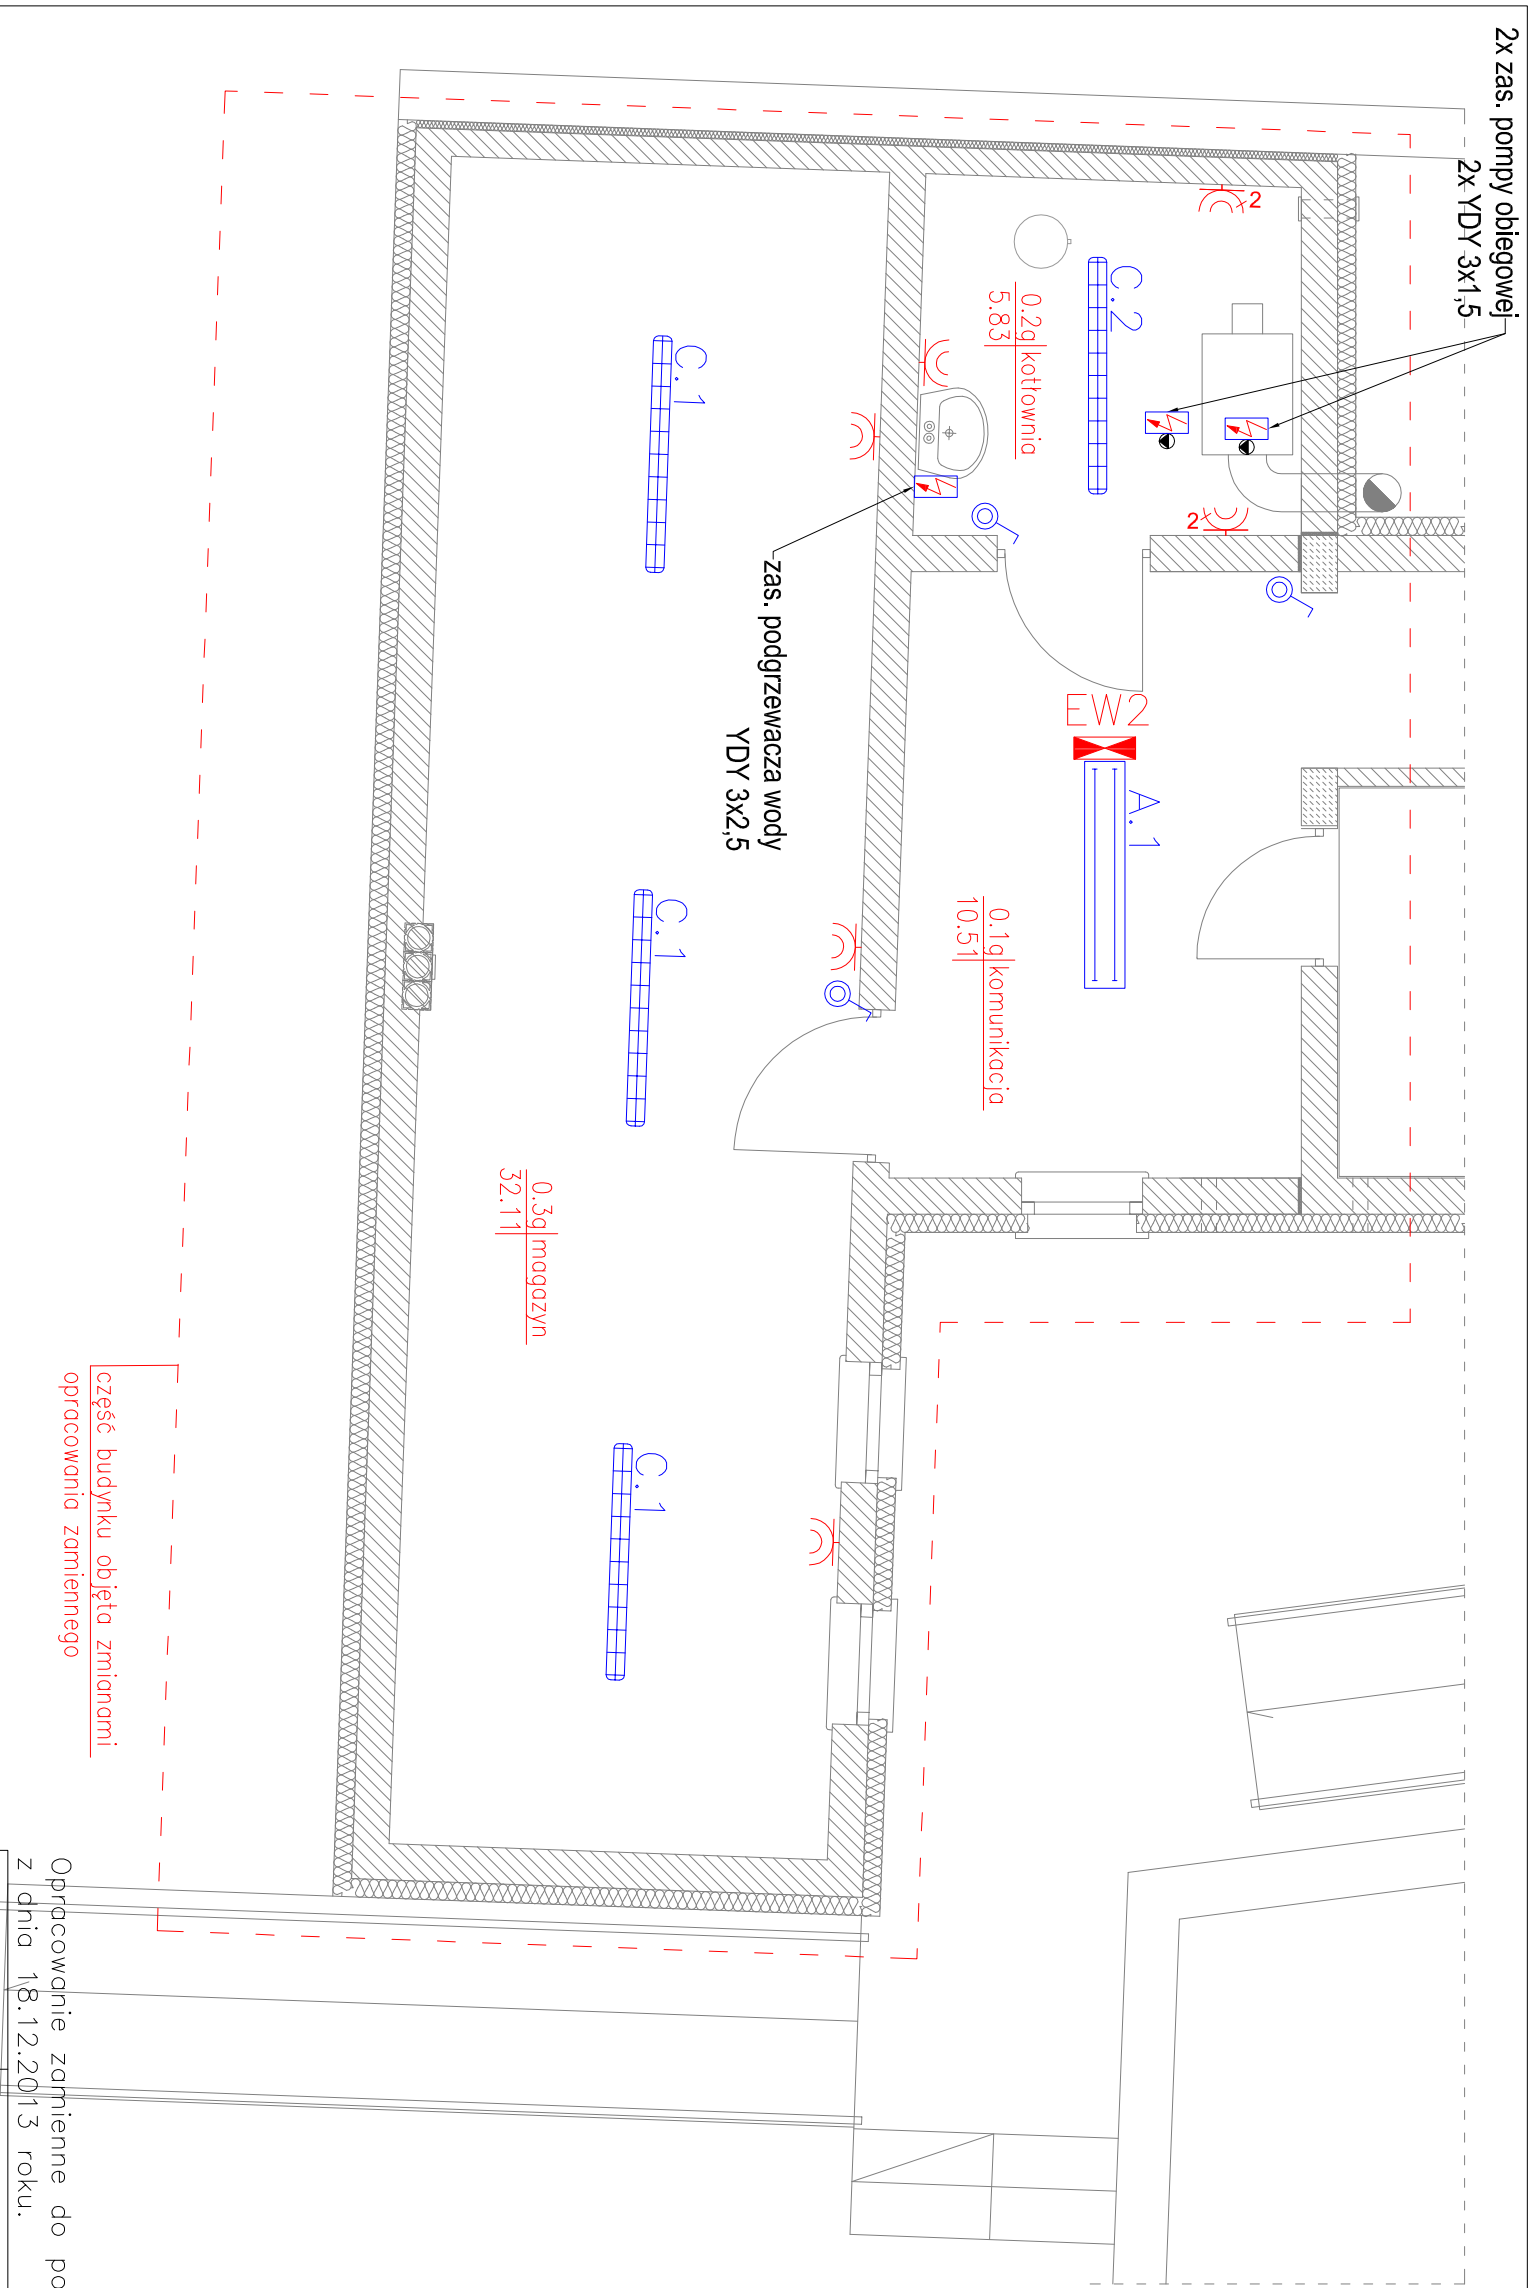 2x zas. pompy obiegowej
2x YDY 3x1,5
2
C.2
0.2g kotłownia
5.83
2
C.1
zas. podgrzewacza wody
YDY 3x2,5
EW2
A.1
0.1g komunikacja
10.51
C.1
0.3g magazyn
32.11
C.1
część budynku objęta zmianami
opracowania zamiennego
Opracowanie zamienne do po
z dnia 18.12.2013 roku.